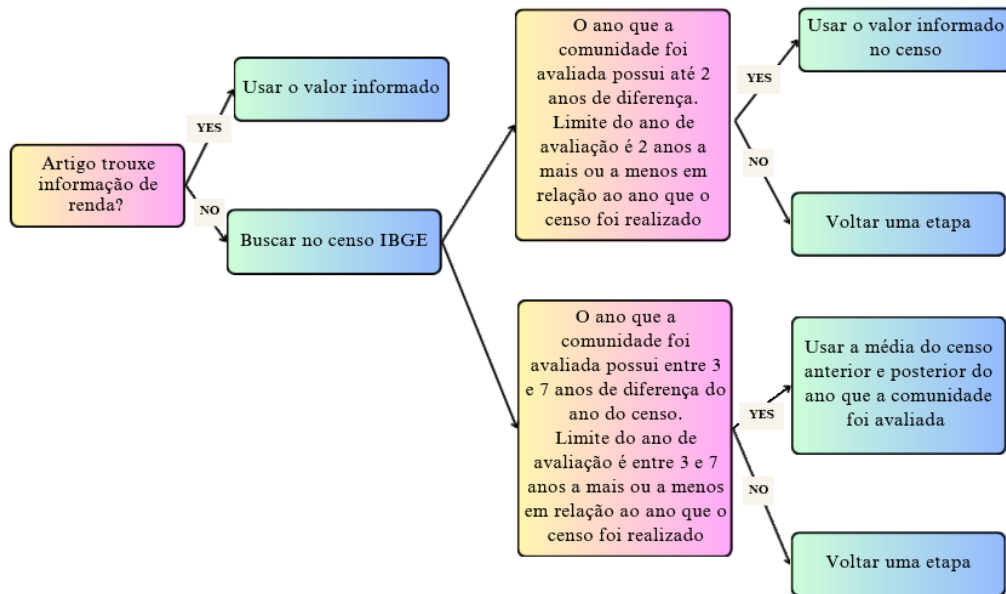 Artigo trouxe
informação de
renda?
YES
Usar o valor informado
NO
Buscar no censo IBGE
O ano que a
comunidade foi
avaliada possui até 2
anos de diferença.
Limite do ano de
avaliação é 2 anos a
mais ou a menos em
relação ao ano que o
censo foi realizado
YES
Usar o valor informado
no censo
NO
Voltar uma etapa
O ano que a
comunidade foi
avaliada possui entre 3
e 7 anos de diferença do
ano do censo.
Limite do ano de
avaliação é entre 3 e 7
anos a mais ou a menos
em relação ao ano que o
censo foi realizado
YES
Usar a média do censo
anterior e posterior do
ano que a comunidade
foi avaliada
NO
Voltar uma etapa